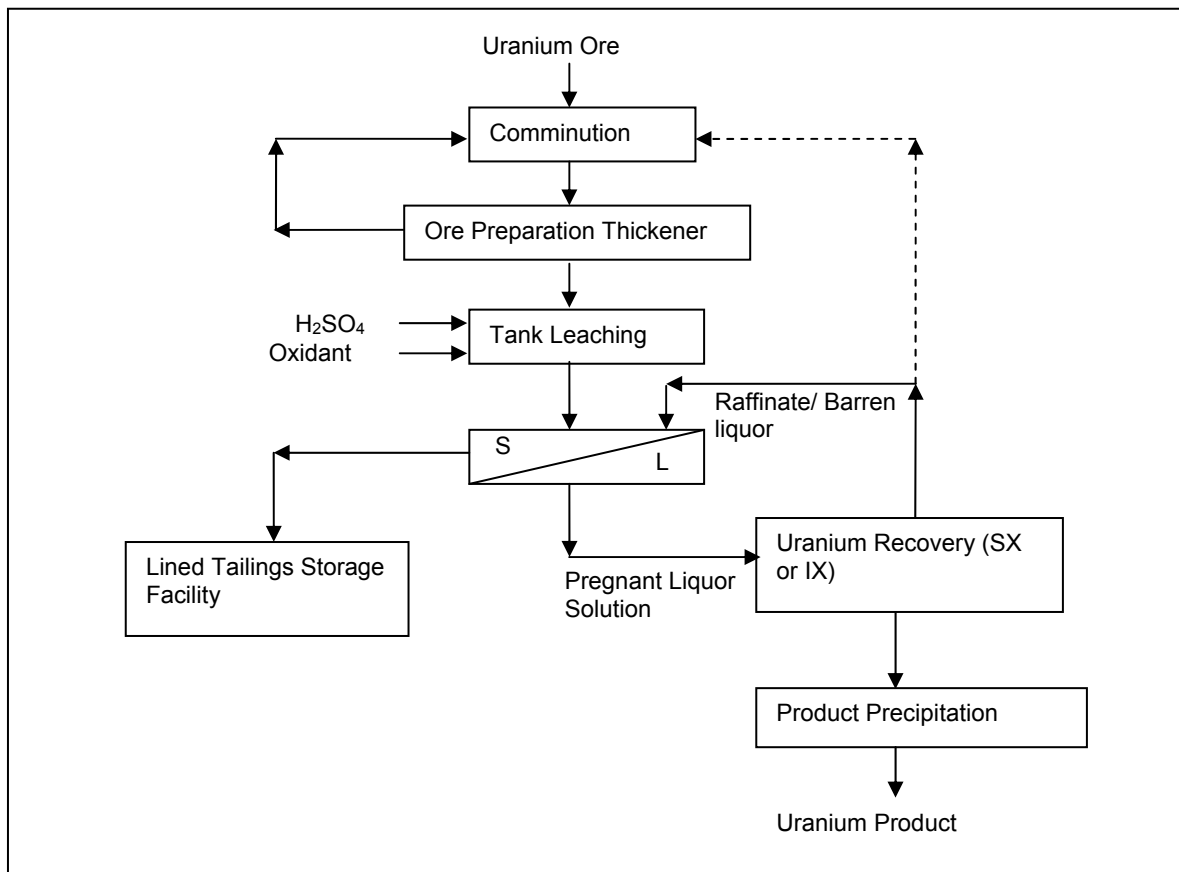 Uranium Ore
Comminution
Ore Preparation Thickener
H₂SO₄
Oxidant
Tank Leaching
Raffinate/ Barren
liquor
S
L
Lined Tailings Storage
Facility
Pregnant Liquor
Solution
Uranium Recovery (SX
or IX)
Product Precipitation
Uranium Product